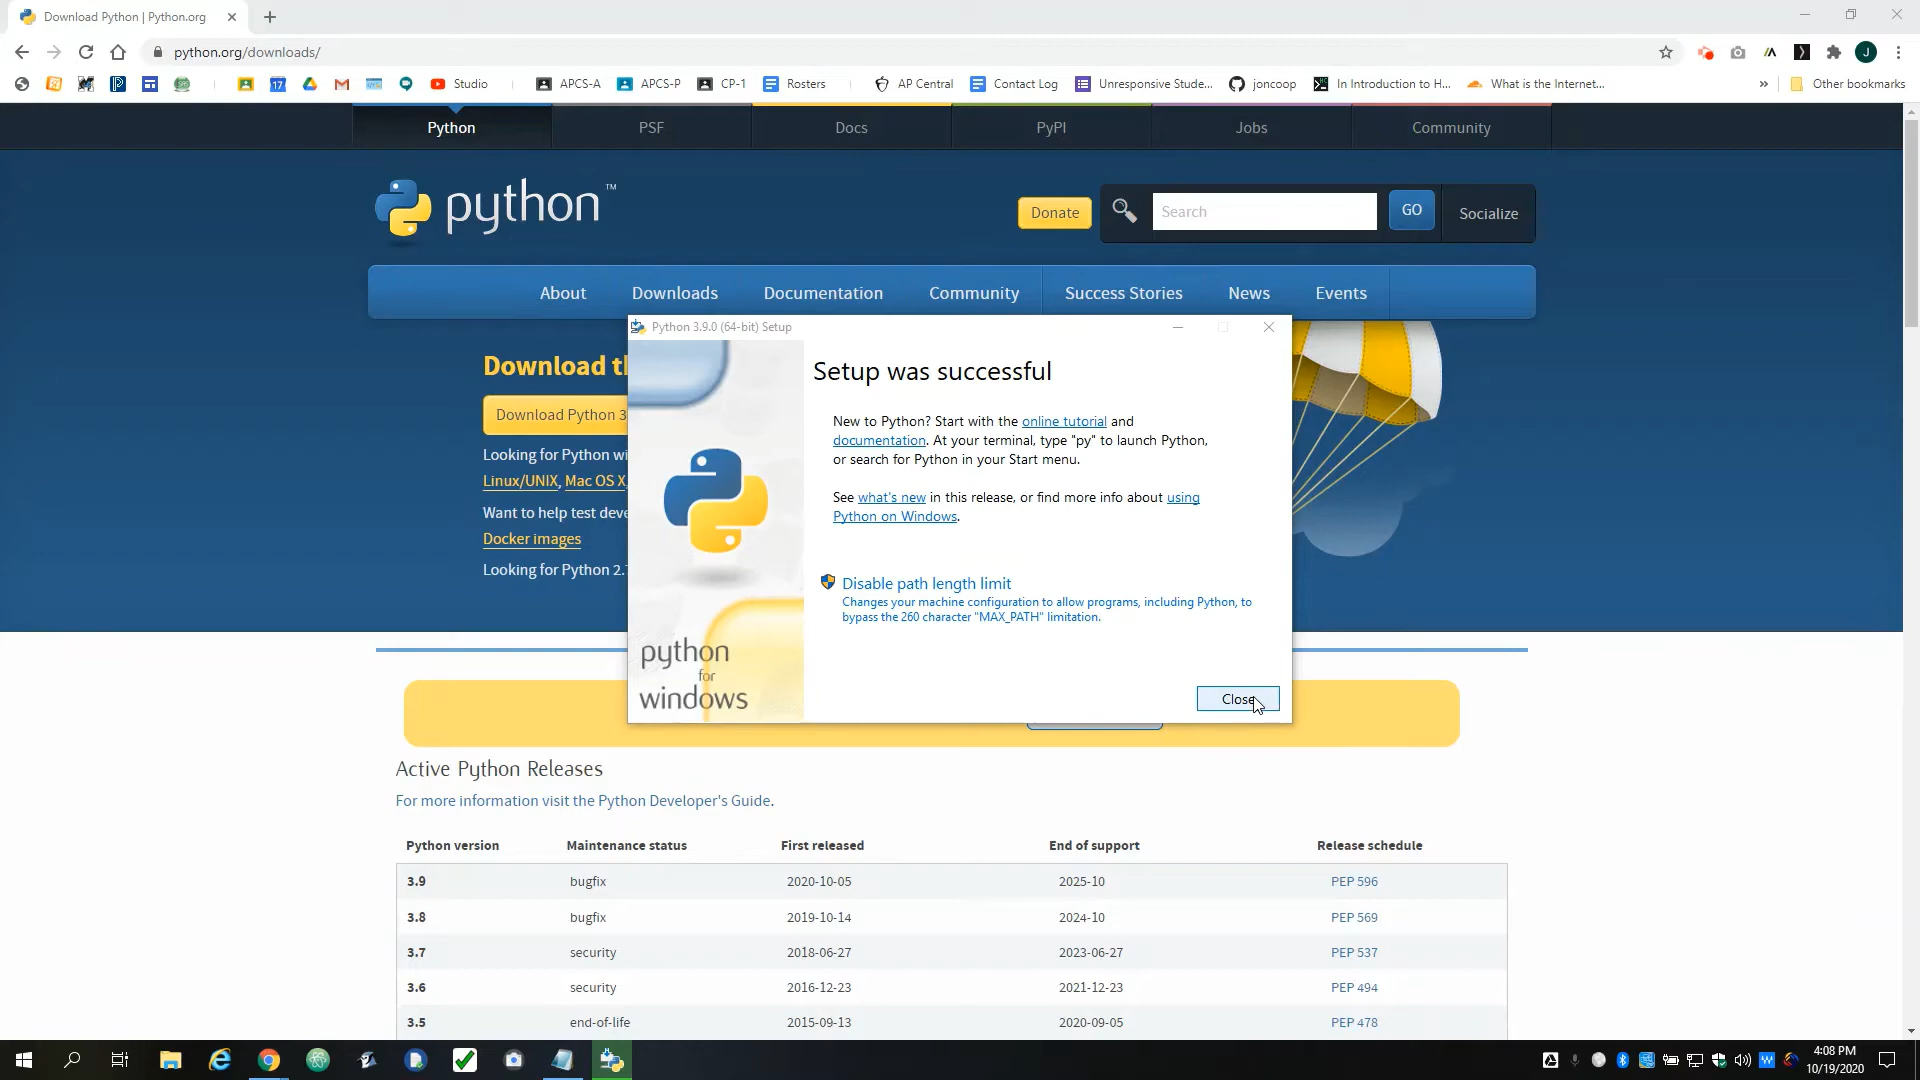 Download Python | Python.org
python.org/downloads/
J
17
Studio
APCS-A
APCS-P
CP-1
Rosters
AP Central
Contact Log
Unresponsive Stude...
joncoop
In Introduction to H...
What is the Internet...
»
Other bookmarks
Python
PSF
Docs
PyPI
Jobs
Community
python™
Donate
Search
GO
Socialize
About
Downloads
Documentation
Community
Success Stories
News
Events
Download t
Download Python 3
Looking for Python wi
Linux/UNIX, Mac OS X,
Want to help test deve
Docker images
Looking for Python 2.
Python 3.9.0 (64-bit) Setup
Setup was successful
New to Python? Start with the online tutorial and
documentation. At your terminal, type "py" to launch Python,
or search for Python in your Start menu.
See what's new in this release, or find more info about using
Python on Windows.
Disable path length limit
Changes your machine configuration to allow programs, including Python, to
bypass the 260 character "MAX_PATH" limitation.
python
for
windows
Close
Active Python Releases
For more information visit the Python Developer's Guide.
Python version Maintenance status First released End of support Release schedule
3.9 bugfix 2020-10-05 2025-10 PEP 596
3.8 bugfix 2019-10-14 2024-10 PEP 569
3.7 security 2018-06-27 2023-06-27 PEP 537
3.6 security 2016-12-23 2021-12-23 PEP 494
3.5 end-of-life 2015-09-13 2020-09-05 PEP 478
4:08 PM
10/19/2020